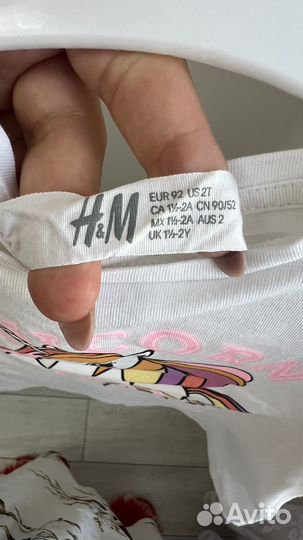 H&M
EUR 92 US 2T
CA 1½-2A CN 90/52
MX 1½-2A AUS 2
UK 1½-2Y
Avito